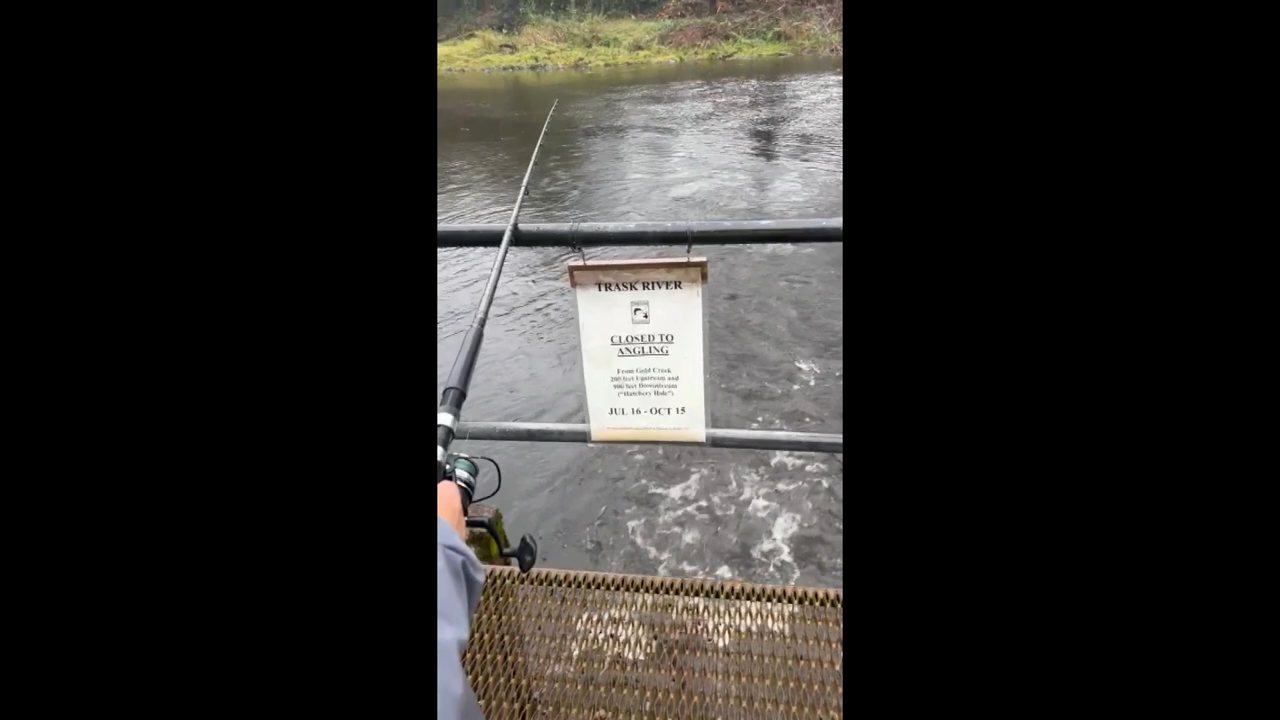 TRASK RIVER
CLOSED TO
ANGLING
From Gold Creek
200 feet Upstream and
900 feet Downstream
("Hatchery Hole")
JUL 16 - OCT 15